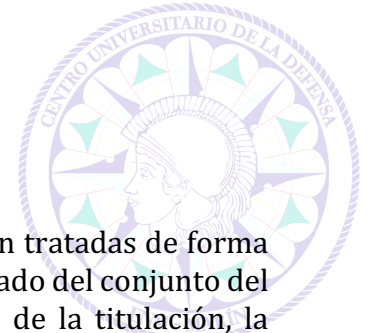 CENTRO UNIVERSITARIO DE LA DEFENSA
n tratadas de forma
ado del conjunto del
de la titulación, la